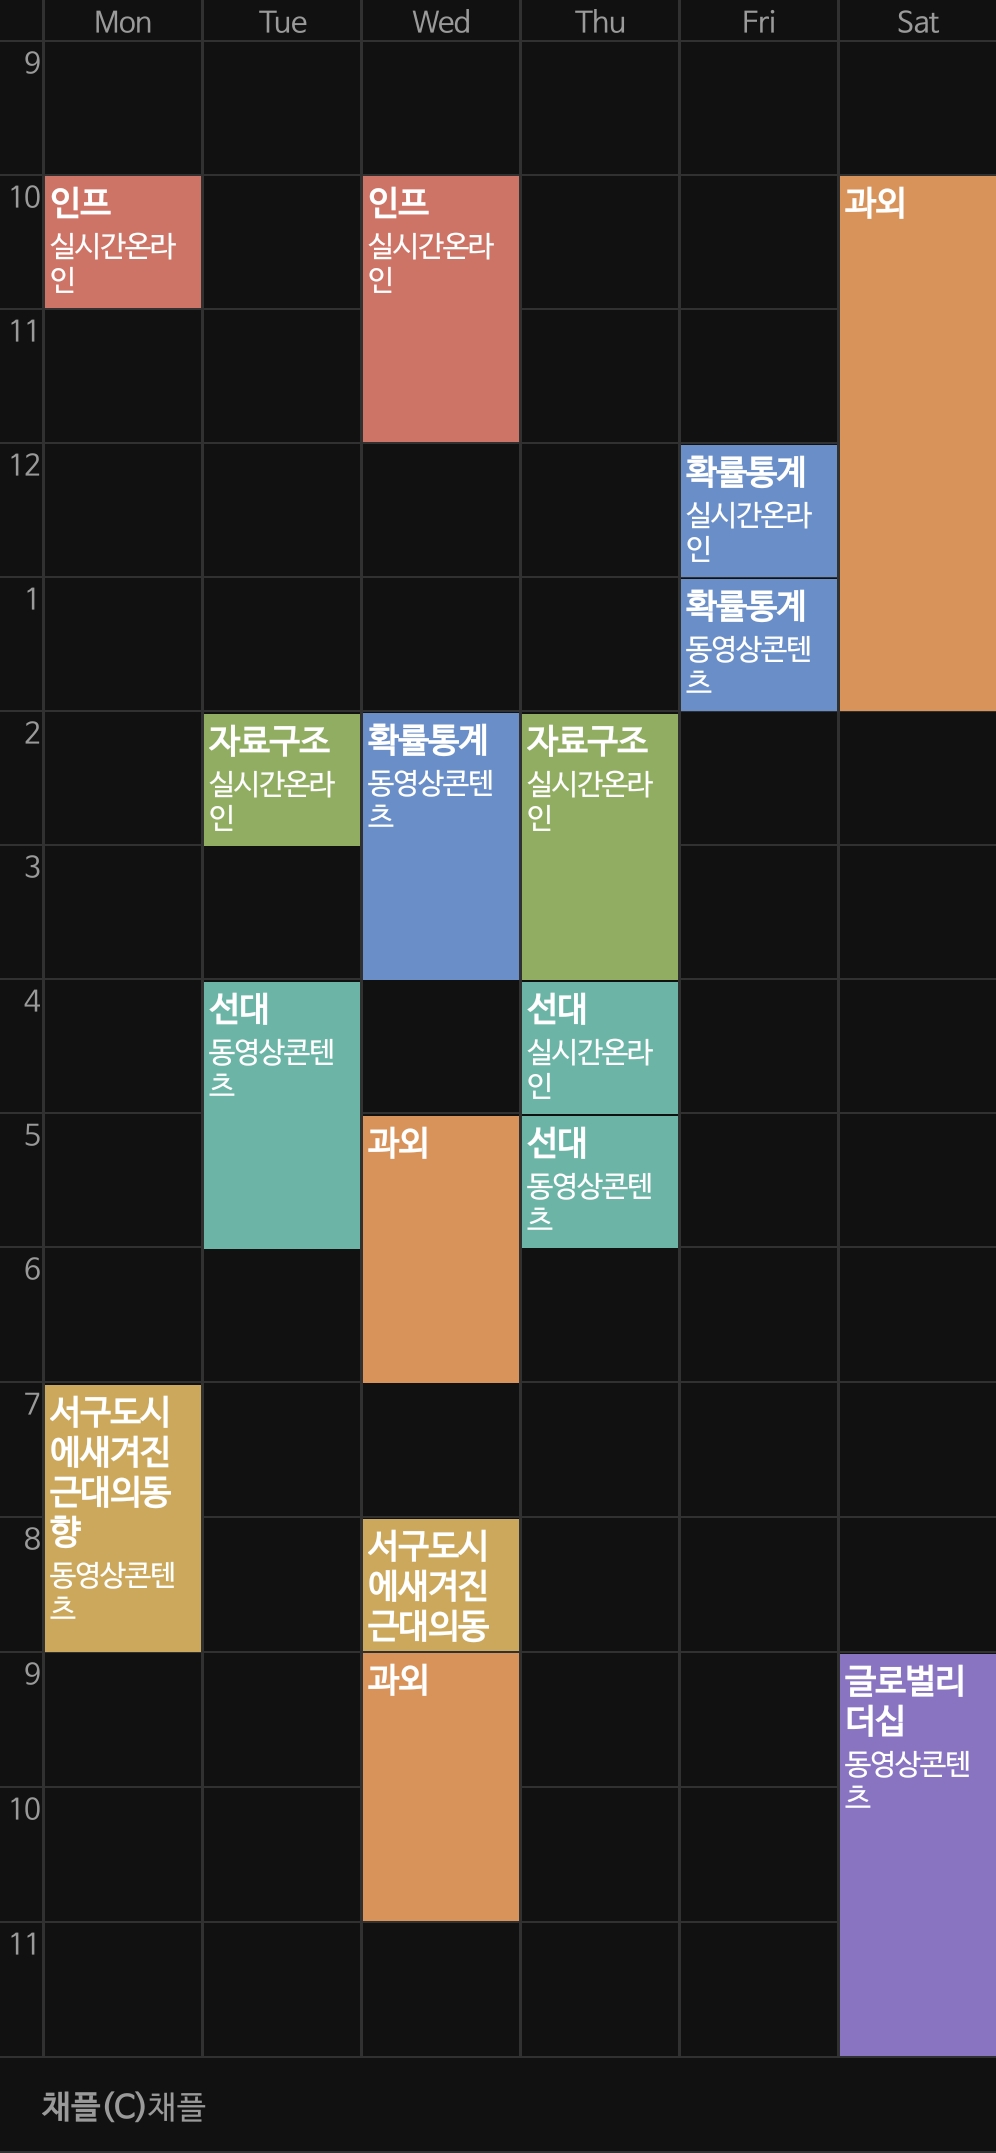 Mon Tue Wed Thu Fri Sat
9
10
인프
실시간온라
인
인프
실시간온라
인
과외
11
12
확률통계
실시간온라
인
1
확률통계
동영상콘텐
츠
2
자료구조
실시간온라
인
확률통계
동영상콘텐
츠
자료구조
실시간온라
인
3
4
선대
동영상콘텐
츠
선대
실시간온라
인
5
과외
선대
동영상콘텐
츠
6
7
서구도시
에새겨진
근대의동
향
동영상콘텐
츠
8
서구도시
에새겨진
근대의동
9
과외
글로벌리
더십
동영상콘텐
츠
10
11
채플(C)채플